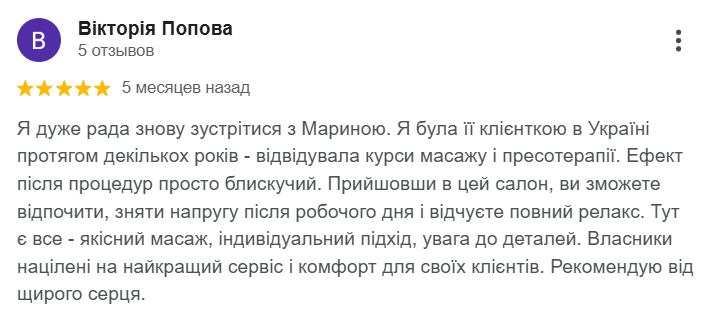 В
Вікторія Попова
5 отзывов
5 месяцев назад
Я дуже рада знову зустрітися з Мариною. Я була її клієнткою в Україні
протягом декількох років - відвідувала курси масажу і пресотерапії. Ефект
після процедур просто блискучий. Прийшовши в цей салон, ви зможете
відпочити, зняти напругу після робочого дня і відчуєте повний релакс. Тут
є все - якісний масаж, індивідуальний підхід, увага до деталей. Власники
націлені на найкращий сервіс і комфорт для своїх клієнтів. Рекомендую від
щирого серця.